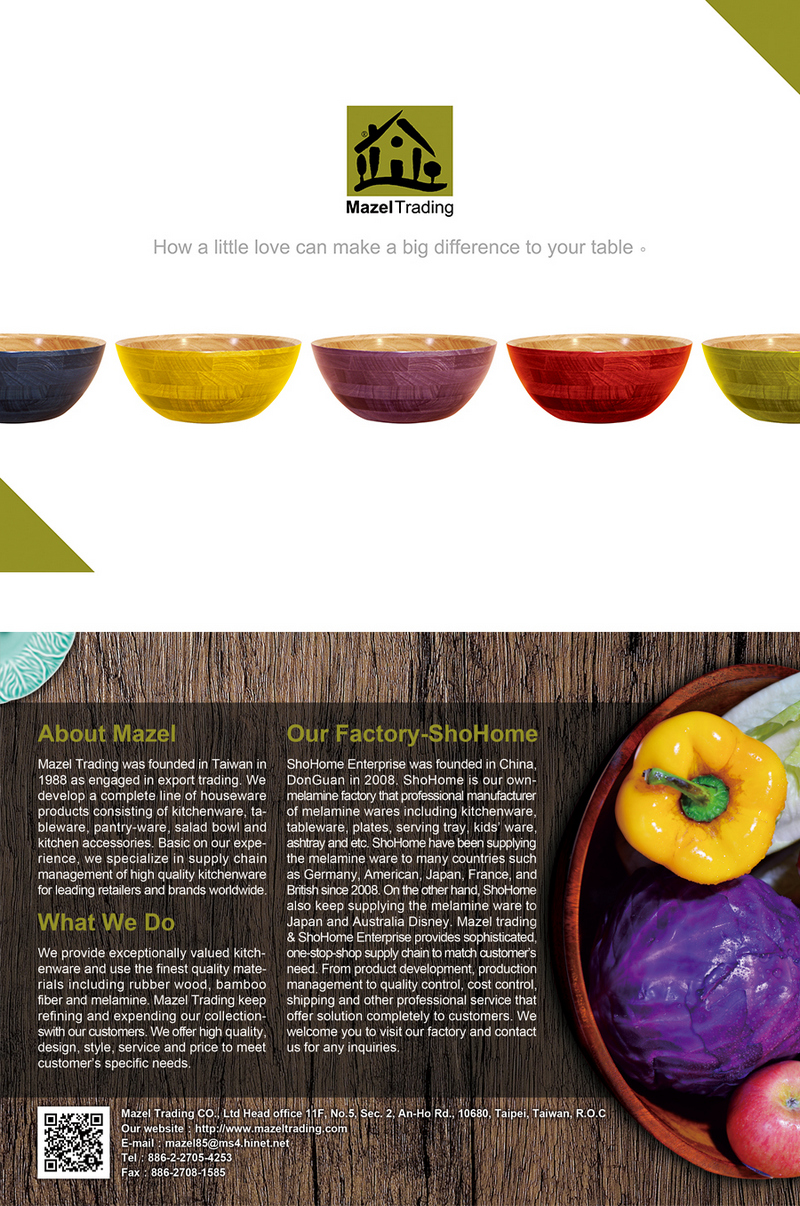 ®
Mazel Trading
How a little love can make a big difference to your table 。
About Mazel
Mazel Trading was founded in Taiwan in
1988 as engaged in export trading. We
develop a complete line of houseware
products consisting of kitchenware, ta-
bleware, pantry-ware, salad bowl and
kitchen accessories. Basic on our expe-
rience, we specialize in supply chain
management of high quality kitchenware
for leading retailers and brands worldwide.
What We Do
We provide exceptionally valued kitch-
enware and use the finest quality mate-
rials including rubber wood, bamboo
fiber and melamine. Mazel Trading keep
refining and expending our collection-
swith our customers. We offer high quality,
design, style, service and price to meet
customer's specific needs.
Our Factory-ShoHome
ShoHome Enterprise was founded in China,
DonGuan in 2008. ShoHome is our own-
melamine factory that professional manufacturer
of melamine wares including kitchenware,
tableware, plates, serving tray, kids' ware,
ashtray and etc. ShoHome have been supplying
the melamine ware to many countries such
as Germany, American, Japan, France, and
British since 2008. On the other hand, ShoHome
also keep supplying the melamine ware to
Japan and Australia Disney. Mazel trading
& ShoHome Enterprise provides sophisticated,
one-stop-shop supply chain to match customer's
need. From product development, production
management to quality control, cost control,
shipping and other professional service that
offer solution completely to customers. We
welcome you to visit our factory and contact
us for any inquiries.
Mazel Trading CO., Ltd Head office 11F, No.5, Sec. 2, An-Ho Rd., 10680, Taipei, Taiwan, R.O.C
Our website : http://www.mazeltrading.com
E-mail : mazel85@ms4.hinet.net
Tel : 886-2-2705-4253
Fax : 886-2708-1585